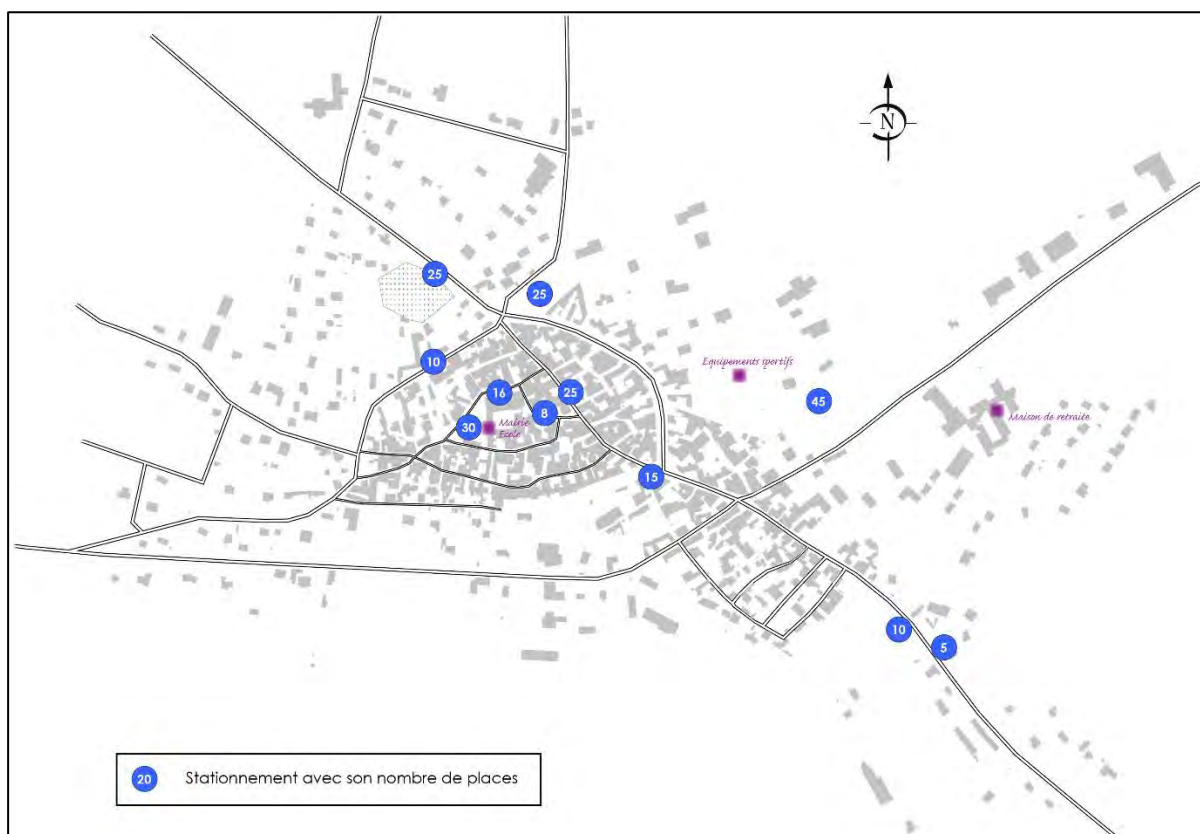 N
25
25
10
Equipements sportifs
16
25
45
8
Maison de retraite
30
Mairie
Ecole
15
10
5
20 Stationnement avec son nombre de places